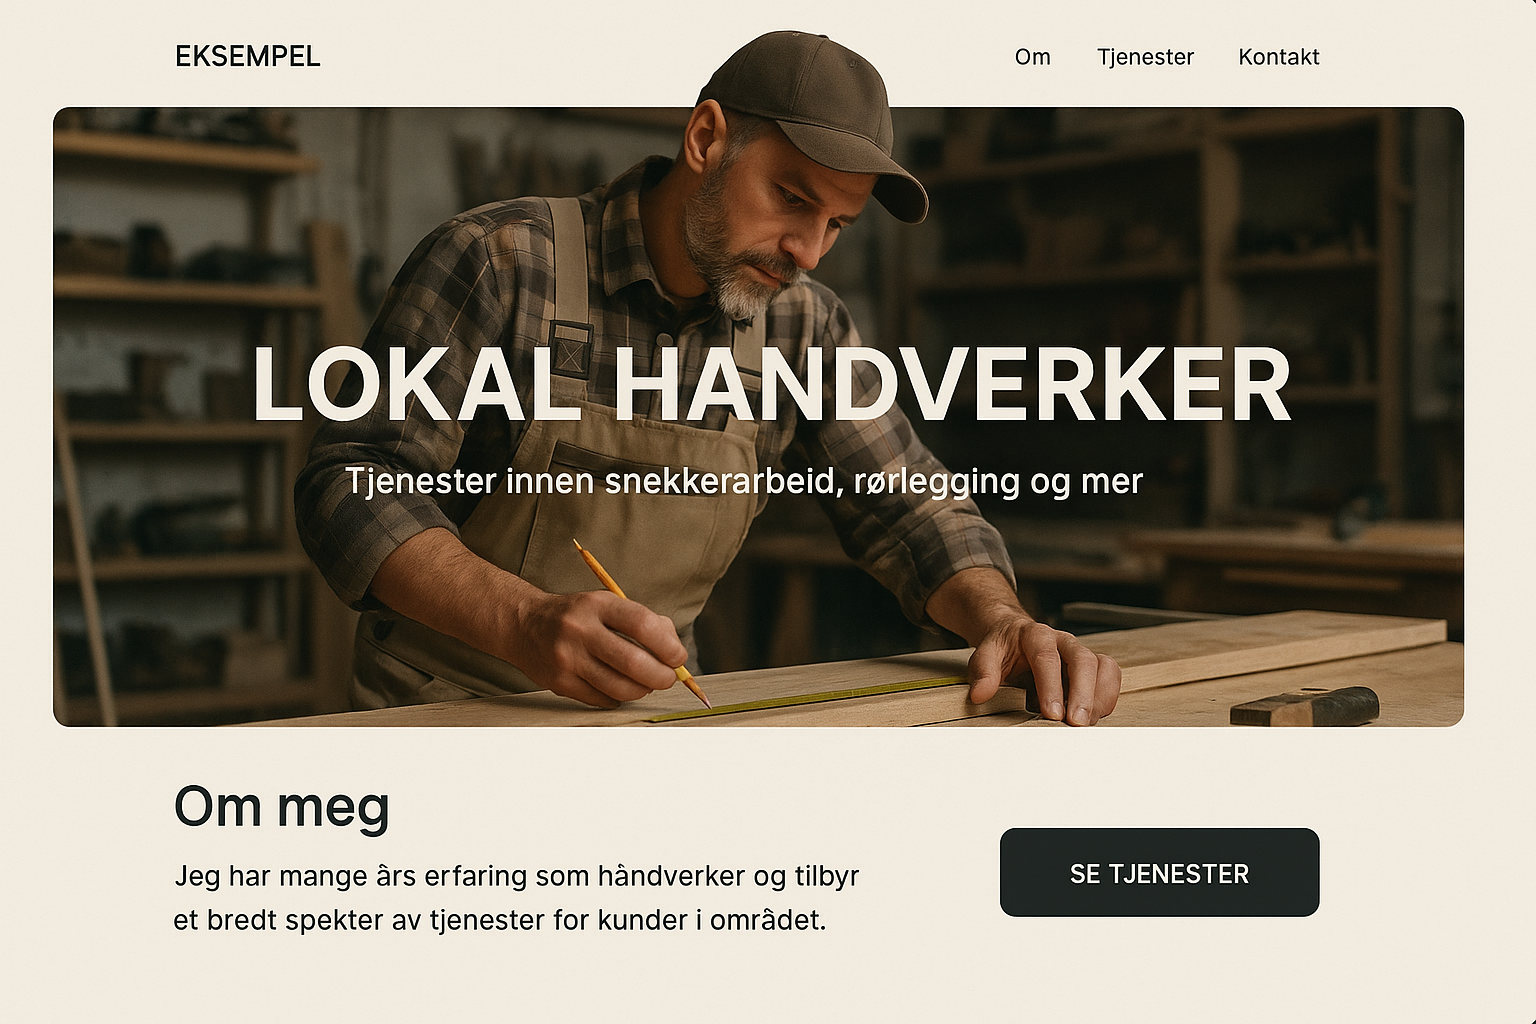 EKSEMPEL
Om Tjenester Kontakt
LOKAL HANDVERKER
Tjenester innen snekkerarbeid, rørlegging og mer
Om meg
Jeg har mange års erfaring som håndverker og tilbyr
et bredt spekter av tjenester for kunder i området.
SE TJENESTER